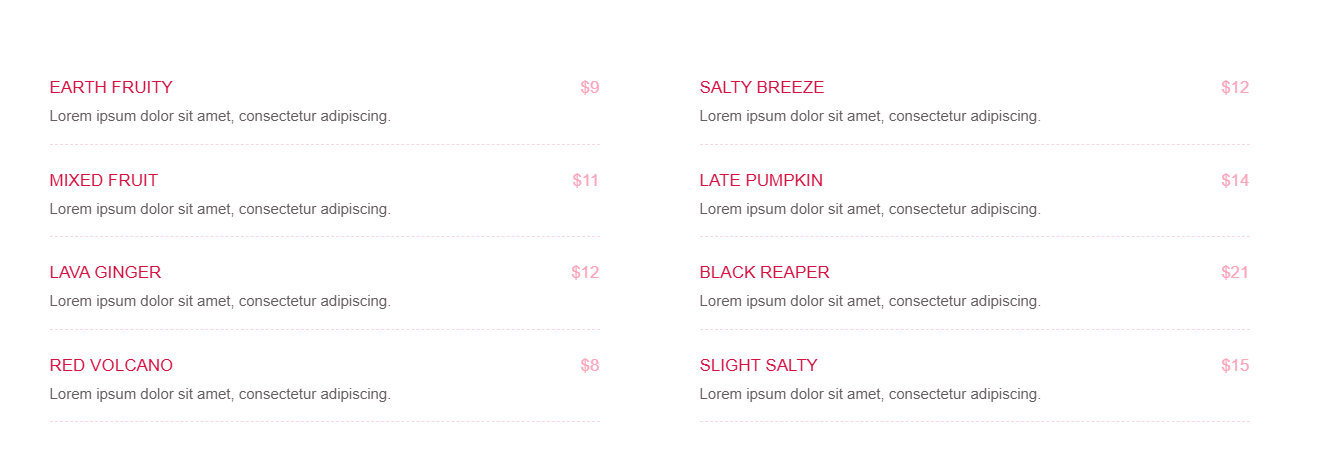 EARTH FRUITY $9
Lorem ipsum dolor sit amet, consectetur adipiscing.
MIXED FRUIT $11
Lorem ipsum dolor sit amet, consectetur adipiscing.
LAVA GINGER $12
Lorem ipsum dolor sit amet, consectetur adipiscing.
RED VOLCANO $8
Lorem ipsum dolor sit amet, consectetur adipiscing.
SALTY BREEZE $12
Lorem ipsum dolor sit amet, consectetur adipiscing.
LATE PUMPKIN $14
Lorem ipsum dolor sit amet, consectetur adipiscing.
BLACK REAPER $21
Lorem ipsum dolor sit amet, consectetur adipiscing.
SLIGHT SALTY $15
Lorem ipsum dolor sit amet, consectetur adipiscing.